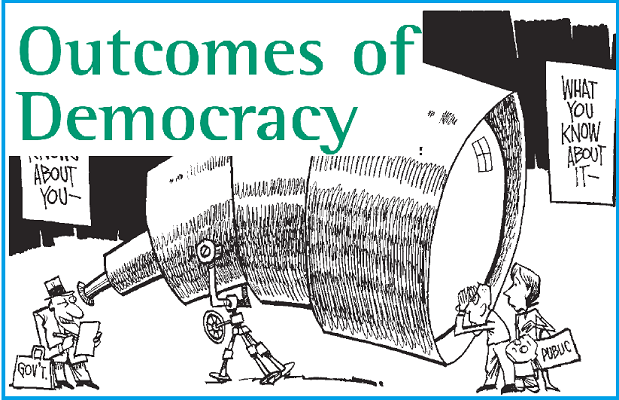 Outcomes of
Democracy
KNOW
ABOUT
YOU—
WHAT
YOU
KNOW
ABOUT
IT—
GOV'T.
PUBLIC